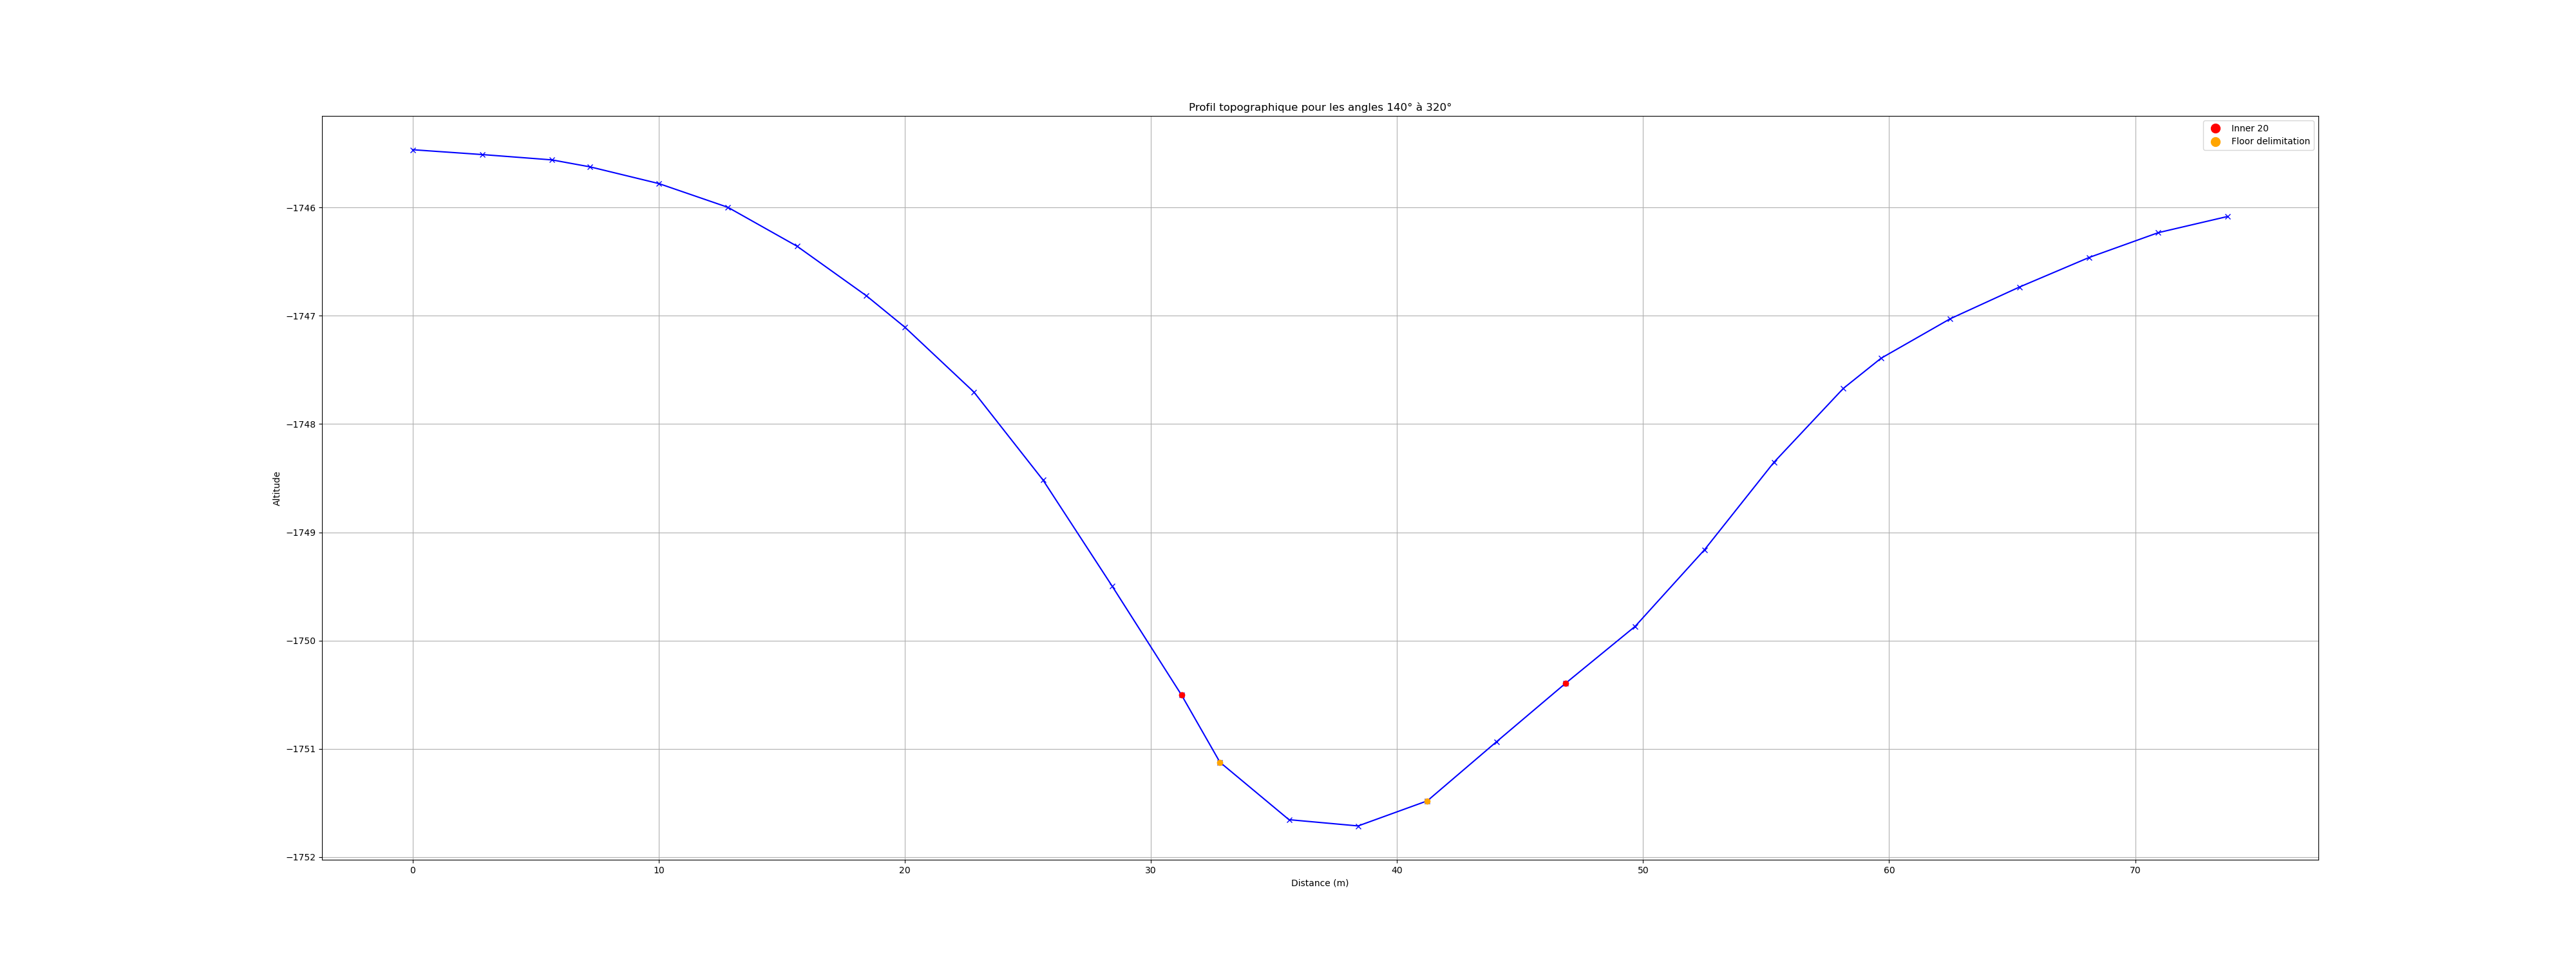 Profil topographique pour les angles 140° à 320°
Inner 20
Floor delimitation
Altitude
−1746
−1747
−1748
−1749
−1750
−1751
−1752
0 10 20 30 40 50 60 70
Distance (m)